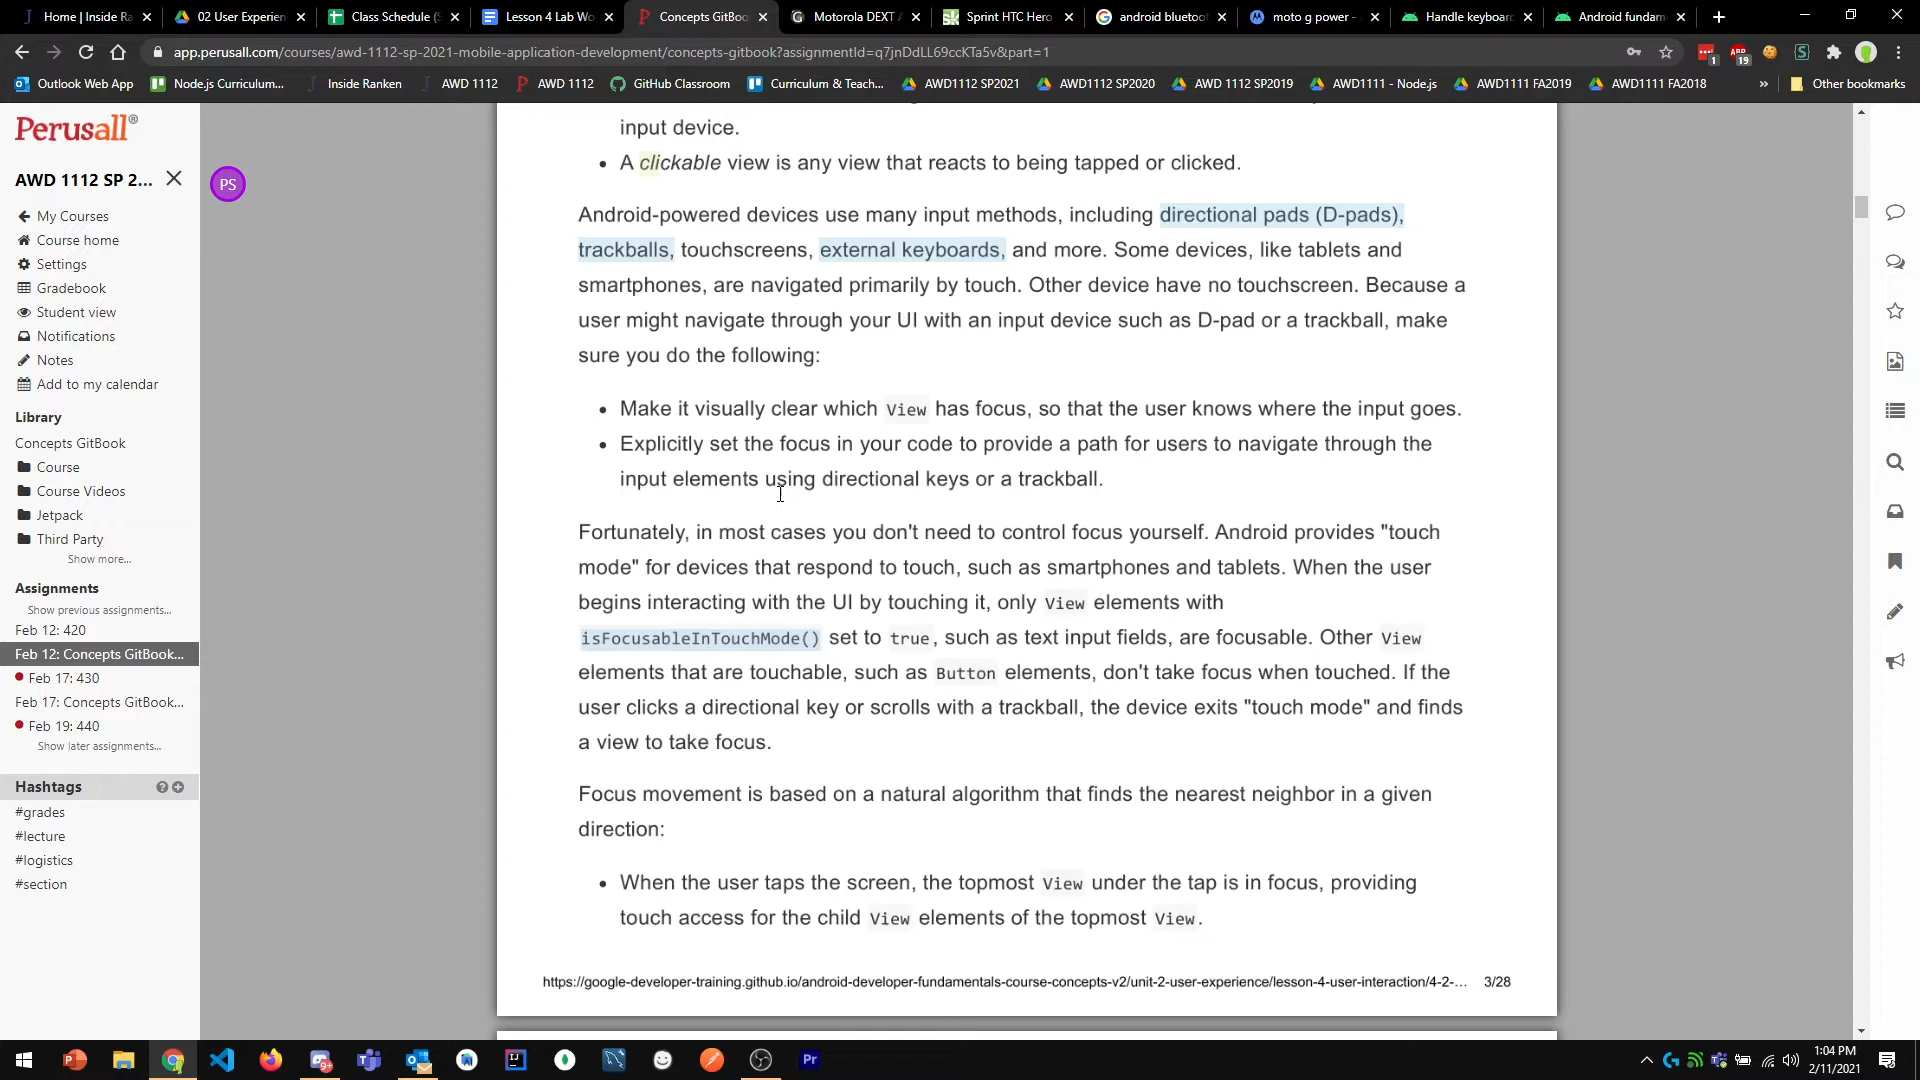 Home | Inside Ra
02 User Experien
Class Schedule (S
Lesson 4 Lab Wo
Concepts GitBoo
Motorola DEXT A
Sprint HTC Hero
android bluetoo
moto g power -
Handle keyboard
Android fundam
app.perusall.com/courses/awd-1112-sp-2021-mobile-application-development/concepts-gitbook?assignmentId=q7jnDdLL69ccKTa5v&part=1
1
19
Outlook Web App
Node.js Curriculum...
Inside Ranken
AWD 1112
AWD 1112
GitHub Classroom
Curriculum & Teach...
AWD1112 SP2021
AWD1112 SP2020
AWD 1112 SP2019
AWD1111 - Node.js
AWD1111 FA2019
AWD1111 FA2018
»
Other bookmarks
Perusall®
AWD 1112 SP 2...
My Courses
Course home
Settings
Gradebook
Student view
Notifications
Notes
Add to my calendar
Library
Concepts GitBook
Course
Course Videos
Jetpack
Third Party
Show more...
Assignments
Show previous assignments...
Feb 12: 420
Feb 12: Concepts GitBook...
Feb 17: 430
Feb 17: Concepts GitBook...
Feb 19: 440
Show later assignments...
Hashtags
#grades
#lecture
#logistics
#section
PS
input device.
• A clickable view is any view that reacts to being tapped or clicked.
Android-powered devices use many input methods, including directional pads (D-pads),
trackballs, touchscreens, external keyboards, and more. Some devices, like tablets and
smartphones, are navigated primarily by touch. Other device have no touchscreen. Because a
user might navigate through your UI with an input device such as D-pad or a trackball, make
sure you do the following:
• Make it visually clear which View has focus, so that the user knows where the input goes.
• Explicitly set the focus in your code to provide a path for users to navigate through the
input elements using directional keys or a trackball.
Fortunately, in most cases you don't need to control focus yourself. Android provides "touch
mode" for devices that respond to touch, such as smartphones and tablets. When the user
begins interacting with the UI by touching it, only View elements with
isFocusableInTouchMode() set to true, such as text input fields, are focusable. Other View
elements that are touchable, such as Button elements, don't take focus when touched. If the
user clicks a directional key or scrolls with a trackball, the device exits "touch mode" and finds
a view to take focus.
Focus movement is based on a natural algorithm that finds the nearest neighbor in a given
direction:
• When the user taps the screen, the topmost View under the tap is in focus, providing
touch access for the child View elements of the topmost View.
https://google-developer-training.github.io/android-developer-fundamentals-course-concepts-v2/unit-2-user-experience/lesson-4-user-interaction/4-2-...
3/28
9+
Pr
1:04 PM
2/11/2021